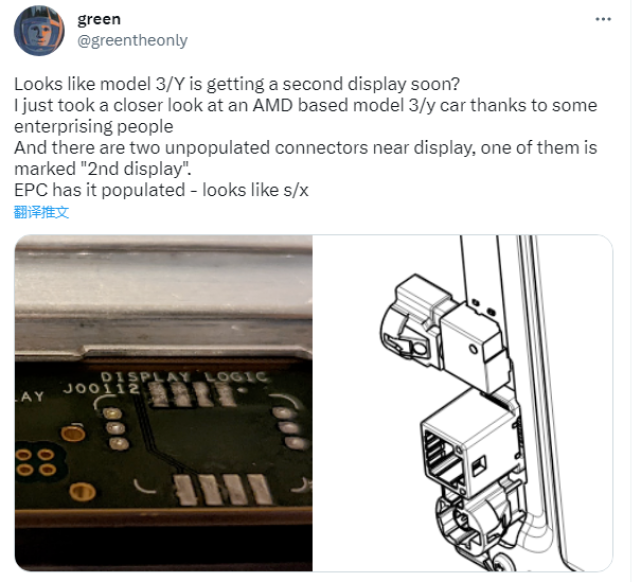 green
@greentheonly
Looks like model 3/Y is getting a second display soon?
I just took a closer look at an AMD based model 3/y car thanks to some
enterprising people
And there are two unpopulated connectors near display, one of them is
marked "2nd display".
EPC has it populated - looks like s/x
翻译推文
DISPLAY LOGIC
J00112
AY